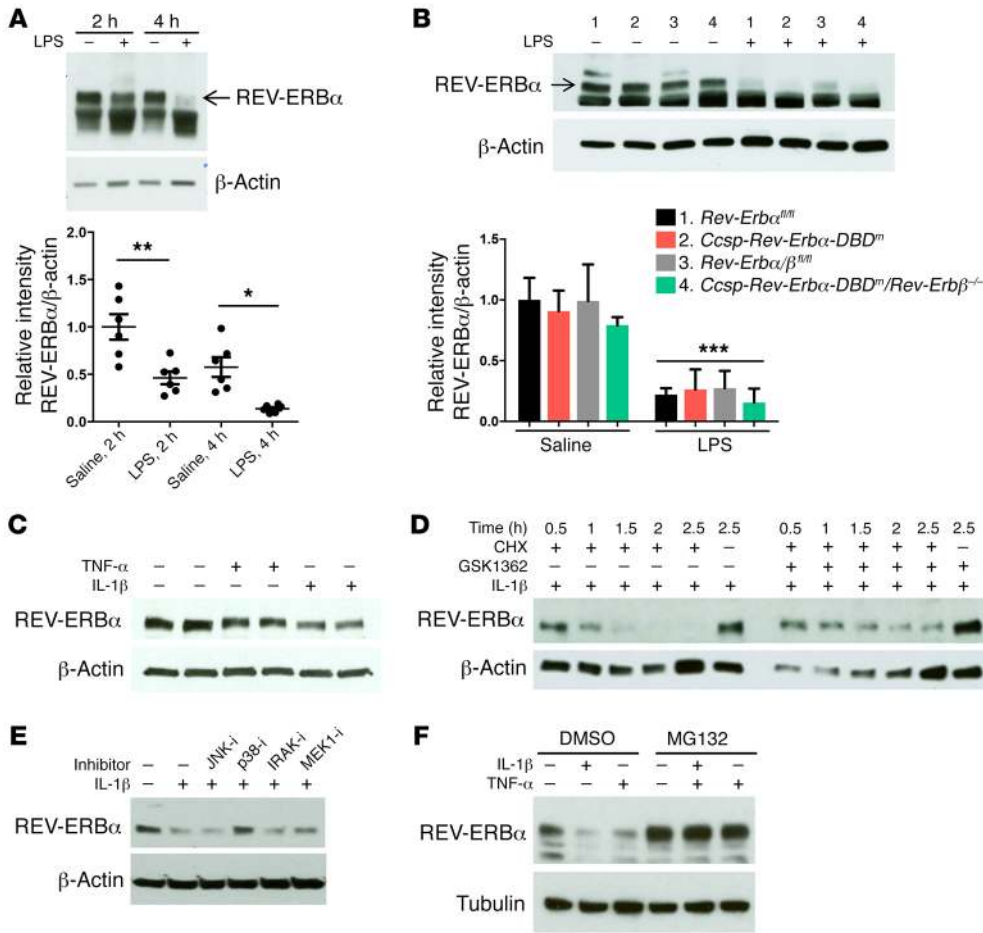 A
2 h 4 h
LPS – + – +
REV-ERBα
β-Actin
Relative intensity
REV-ERBα/β-actin
1.5
1.0
0.5
0.0
**
*
Saline, 2 h
LPS, 2 h
Saline, 4 h
LPS, 4 h
B
1 2 3 4 1 2 3 4
LPS – – – – + + + +
REV-ERBα
β-Actin
1. Rev-Erbα fl/fl
2. Ccsp-Rev-Erbα-DBD m
3. Rev-Erbα/β fl/fl
4. Ccsp-Rev-Erbα-DBD m/Rev-Erbβ –/–
Relative intensity
REV-ERBα/β-actin
1.5
1.0
0.5
0.0
***
Saline LPS
C
TNF-α – – + + – –
IL-1β – – – – + +
REV-ERBα
β-Actin
D
Time (h) 0.5 1 1.5 2 2.5 2.5 0.5 1 1.5 2 2.5 2.5
CHX + + + + + – + + + + + –
GSK1362 – – – – – – + + + + + +
IL-1β + + + + + + + + + + + +
REV-ERBα
β-Actin
E
Inhibitor – – JNK-i p38-i IRAK-i MEK1-i
IL-1β – + + + + +
REV-ERBα
β-Actin
F
DMSO MG132
IL-1β – + – – + –
TNF-α – – + – + +
REV-ERBα
Tubulin